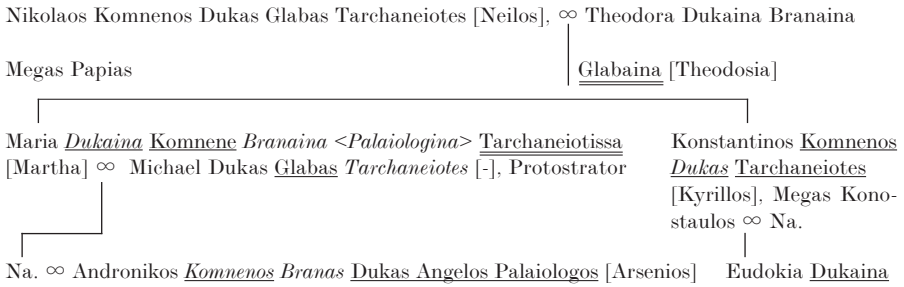 Nikolaos Komnenos Dukas Glabas Tarchaneiotes [Neilos], ∞ Theodora Dukaina Branaina
Megas Papias
Glabaina [Theodosia]
Maria Dukaina Komnene Branaina <Palaiologina> Tarchaneiotissa
[Martha] ∞ Michael Dukas Glabas Tarchaneiotes [-], Protostrator
Konstantinos Komnenos
Dukas Tarchaneiotes
[Kyrillos], Megas Kono-
staulos ∞ Na.
Na. ∞ Andronikos Komnenos Branas Dukas Angelos Palaiologos [Arsenios]
Eudokia Dukaina